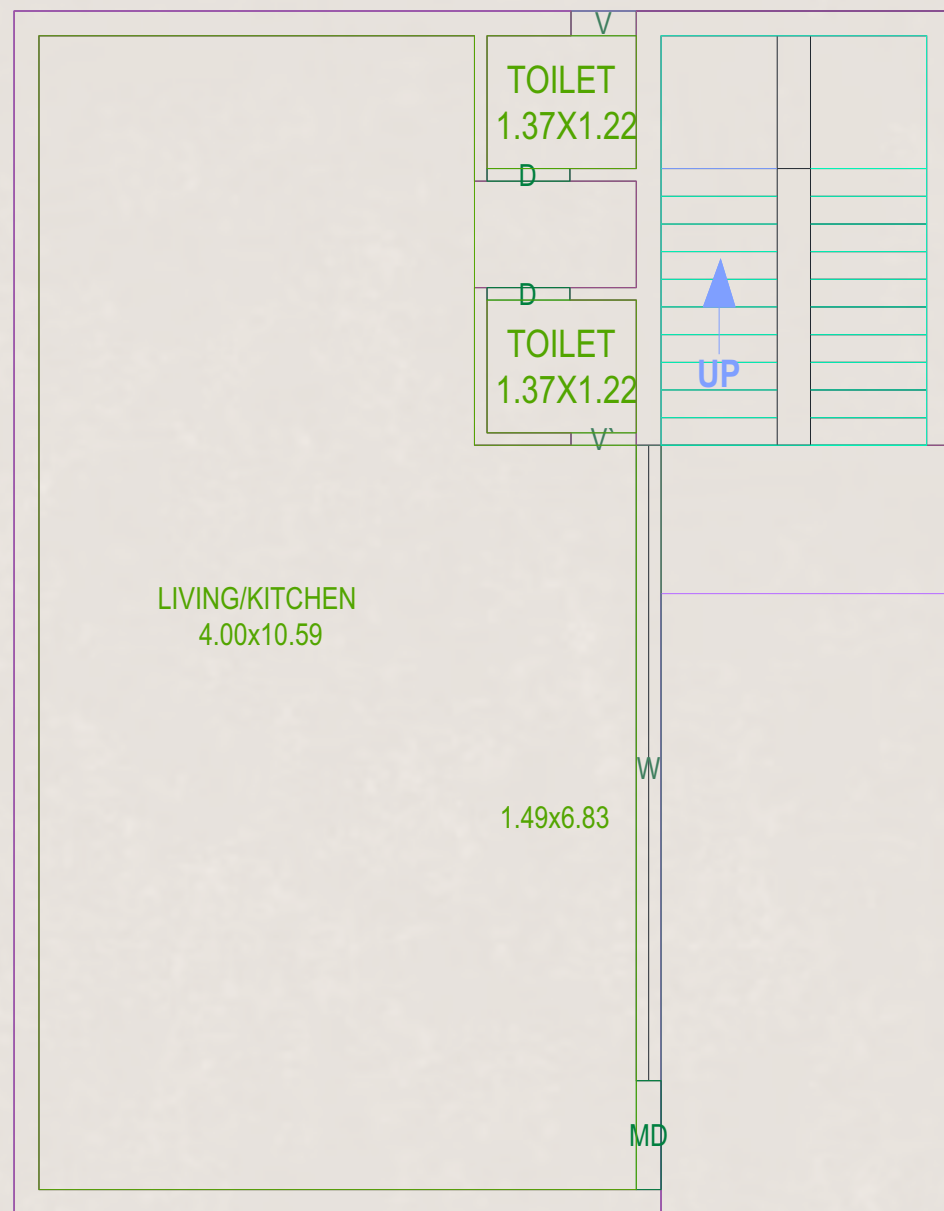 V
TOILET
1.37X1.22
D
D
TOILET
1.37X1.22
V`
UP
LIVING/KITCHEN
4.00x10.59
W
1.49x6.83
MD